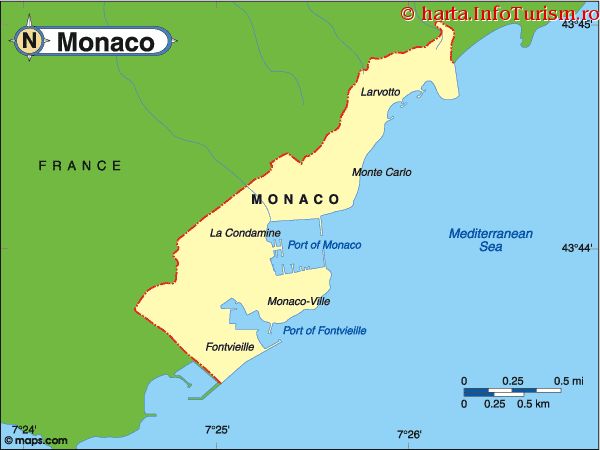 © harta.InfoTurism.ro
N Monaco
43°45'
Larvotto
FRANCE
Monte Carlo
MONACO
La Condamine
Port of Monaco
Mediterranean
Sea
43°44'
Monaco-Ville
Port of Fontvieille
Fontvieille
0 0.25 0.5 mi
0 0.25 0.5 km
7°24' 7°25' 7°26'
© maps.com